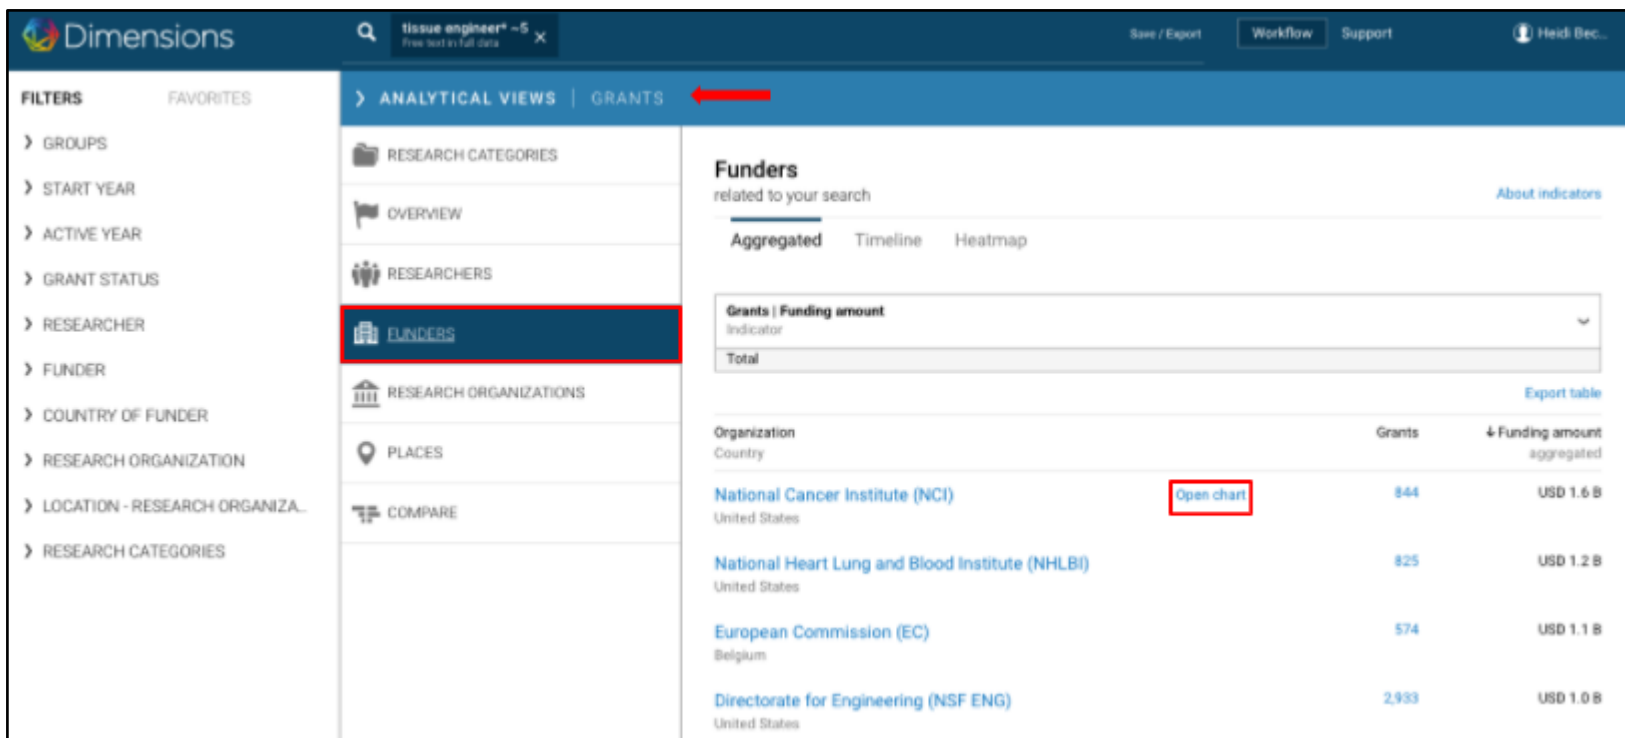 Dimensions
tissue engineer* ~5 ×
Free text in full data
Save / Export
Workflow
Support
Heidi Bec...
FILTERS
FAVORITES
GROUPS
START YEAR
ACTIVE YEAR
GRANT STATUS
RESEARCHER
FUNDER
COUNTRY OF FUNDER
RESEARCH ORGANIZATION
LOCATION - RESEARCH ORGANIZA...
RESEARCH CATEGORIES
ANALYTICAL VIEWS | GRANTS
RESEARCH CATEGORIES
OVERVIEW
RESEARCHERS
FUNDERS
RESEARCH ORGANIZATIONS
PLACES
COMPARE
Funders
related to your search
About indicators
Aggregated Timeline Heatmap
Grants | Funding amount
Indicator
Total
Export table
Organization Grants ↓ Funding amount
Country aggregated
National Cancer Institute (NCI) Open chart 844 USD 1.6 B
United States
National Heart Lung and Blood Institute (NHLBI) 825 USD 1.2 B
United States
European Commission (EC) 574 USD 1.1 B
Belgium
Directorate for Engineering (NSF ENG) 2,933 USD 1.0 B
United States